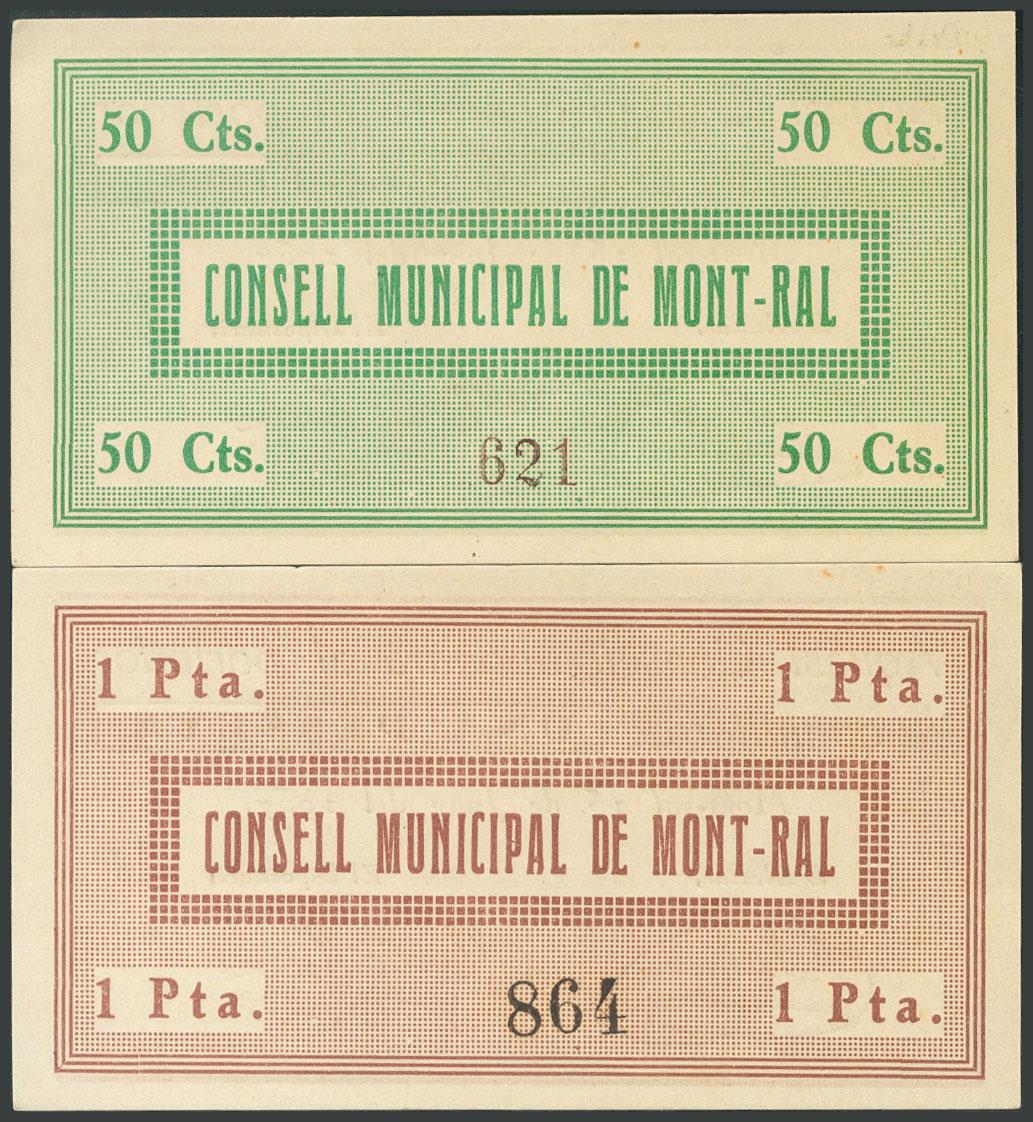 50 Cts. 50 Cts.
CONSELL MUNICIPAL DE MONT-RAL
50 Cts. 621 50 Cts.
1 Pta. 1 Pta.
CONSELL MUNICIPAL DE MONT-RAL
1 Pta. 864 1 Pta.